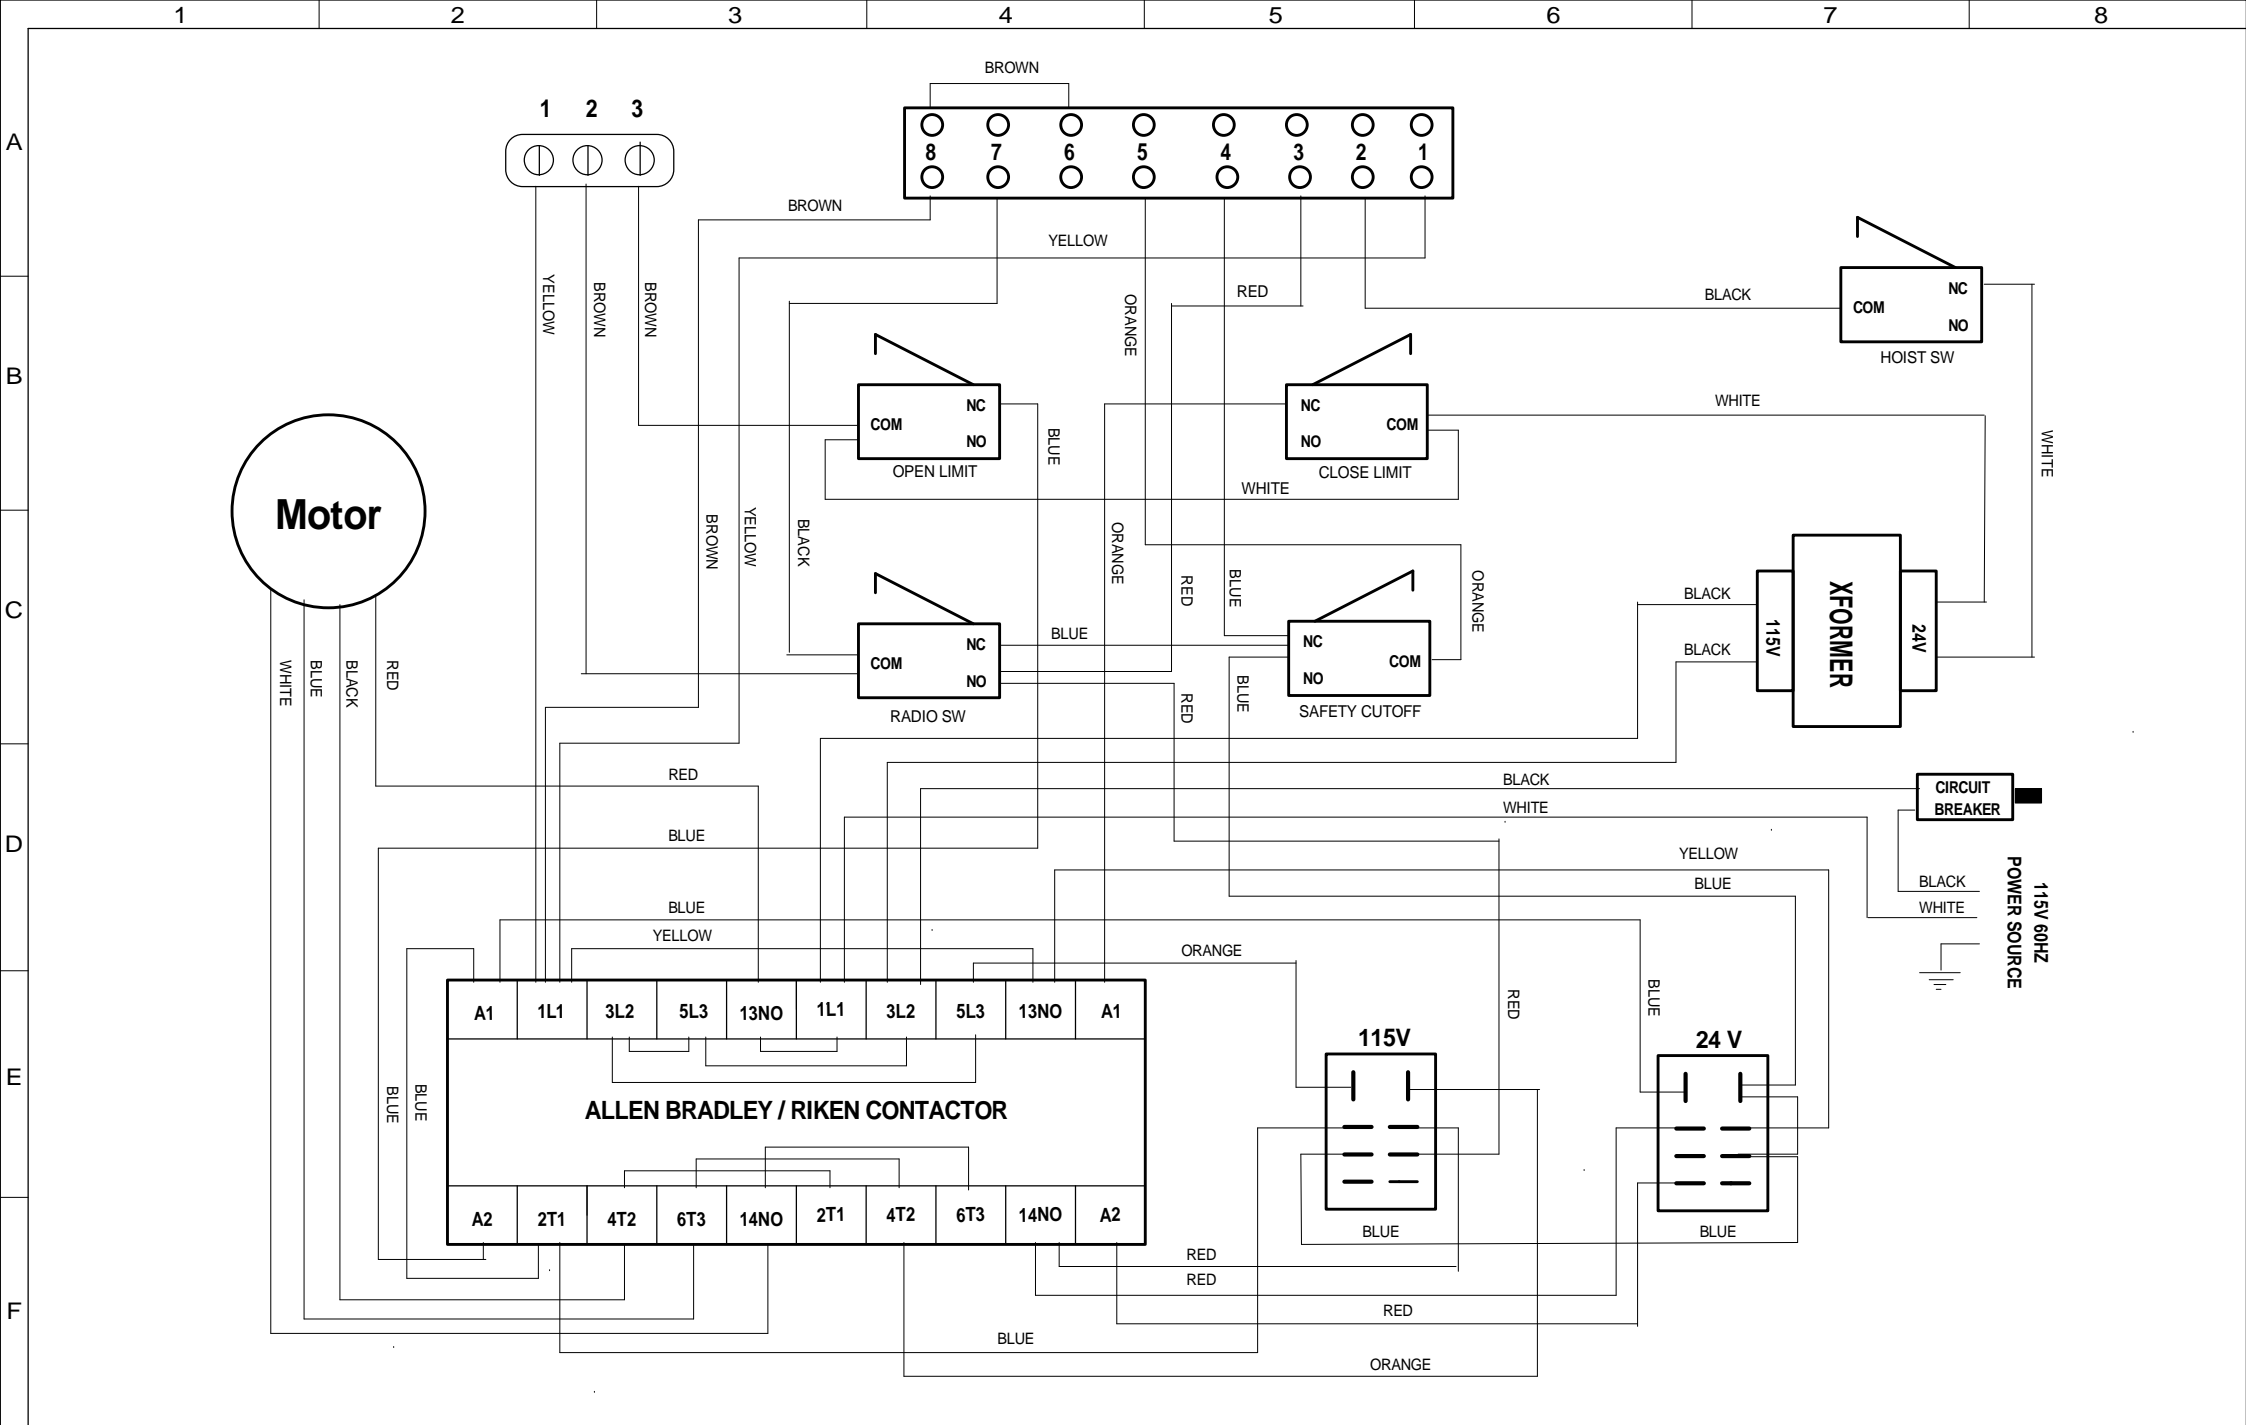 1 2 3 4 5 6 7 8
A
B
C
D
E
F
1 2 3
BROWN
8 7 6 5 4 3 2 1
BROWN
YELLOW
YELLOW
BROWN
BROWN
ORANGE
RED
BLACK
COM
NC
NO
HOIST SW
COM
NC
NO
OPEN LIMIT
BLUE
NC
NO
COM
CLOSE LIMIT
WHITE
WHITE
WHITE
Motor
BROWN
YELLOW
BLACK
ORANGE
RED
BLUE
ORANGE
COM
NC
NO
RADIO SW
BLUE
NC
NO
COM
SAFETY CUTOFF
BLACK
BLACK
115V
XFORMER
24V
WHITE
BLUE
BLACK
RED
RED
BLUE
RED
BLACK
WHITE
CIRCUIT
BREAKER
BLUE
YELLOW
BLUE
BLACK
WHITE
115V 60HZ
POWER SOURCE
BLUE
YELLOW
ORANGE
RED
BLUE
A1 1L1 3L2 5L3 13NO 1L1 3L2 5L3 13NO A1
115V
24 V
BLUE
BLUE
ALLEN BRADLEY / RIKEN CONTACTOR
A2 2T1 4T2 6T3 14NO 2T1 4T2 6T3 14NO A2
BLUE
BLUE
RED
RED
RED
BLUE
ORANGE